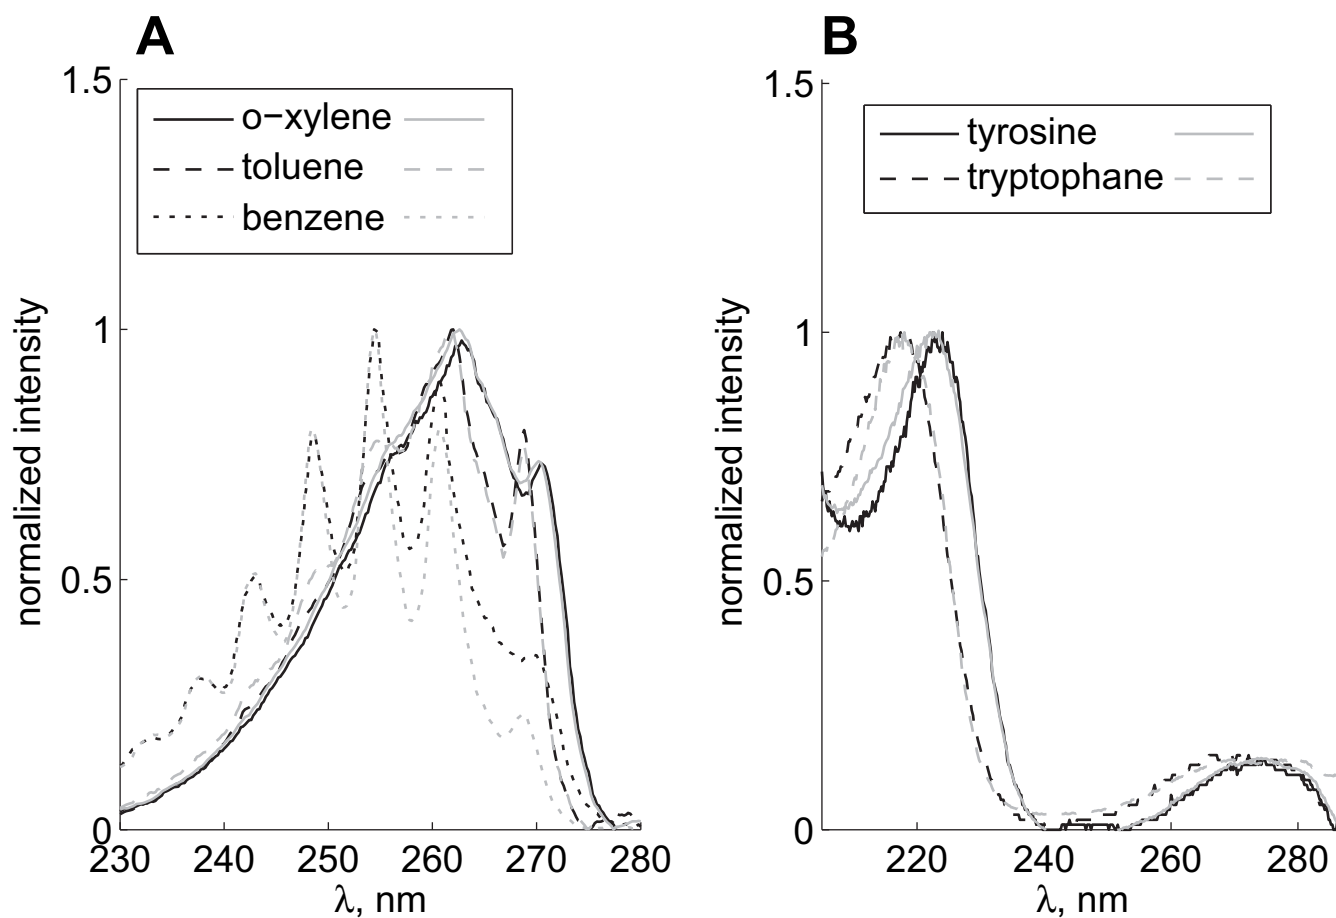 A
1.5
o−xylene
toluene
benzene
1
0.5
0
normalized intensity
230 240 250 260 270 280
λ, nm
B
1.5
tyrosine
tryptophane
1
0.5
0
normalized intensity
220 240 260 280
λ, nm